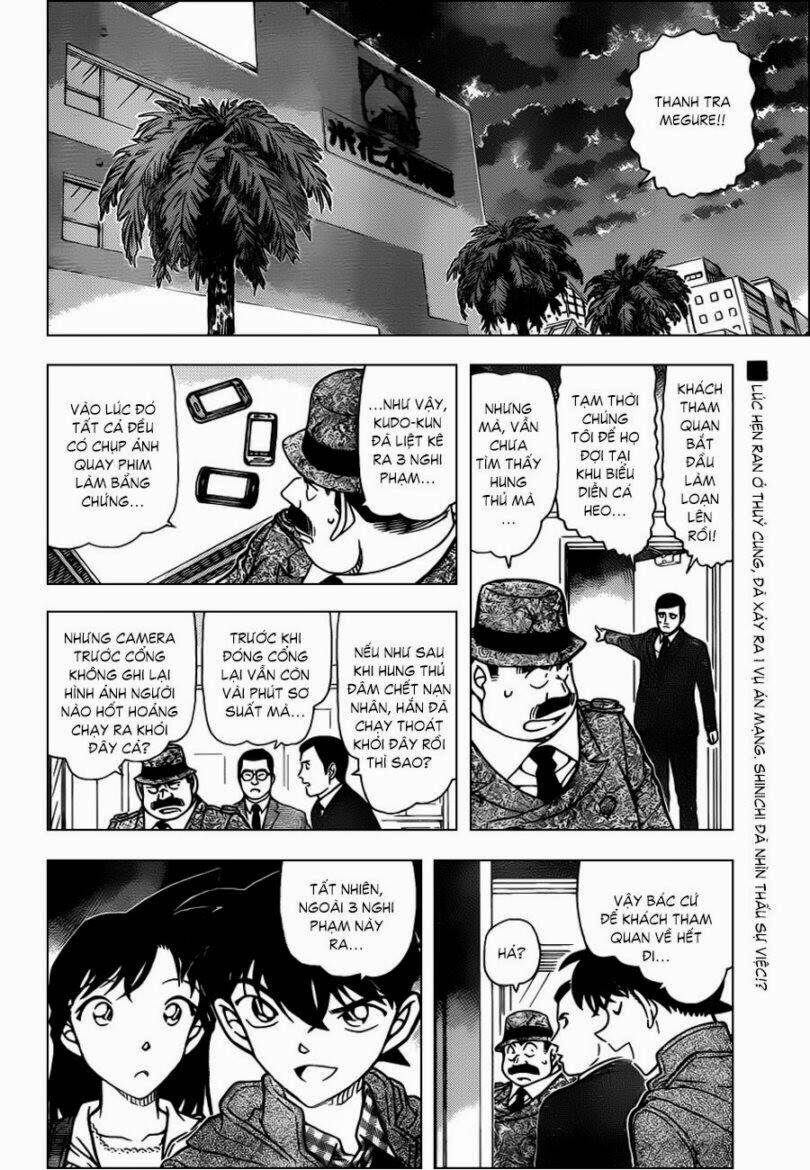 THANH TRA
MEGURE!!
LÚC HẸN RAN Ở THUỶ CUNG, ĐÃ XẢY RA 1 VỤ ÁN MẠNG. SHINICHI ĐÃ NHÌN THẤU SỰ VIỆC!?
KHÁCH
THAM
QUAN
BẮT
ĐẦU
LÀM
LOẠN
LÊN
RỒI!
TẠM THỜI
CHÚNG
TÔI ĐỂ HỌ
ĐỢI TẠI
KHU BIỂU
DIỄN CÁ
HEO...
NHƯNG
MÀ, VẪN
CHƯA
TÌM THẤY
HUNG
THỦ MÀ
...
...NHƯ VẬY,
KUDO-KUN
ĐÃ LIỆT KÊ
RA 3 NGHI
PHẠM...
VÀO LÚC ĐÓ
TẤT CẢ ĐỀU
CÓ CHỤP ẢNH
QUAY PHIM
LÀM BẰNG
CHỨNG...
NẾU NHƯ SAU
KHI HUNG THỦ
ĐÂM CHẾT NẠN
NHÂN, HẮN ĐÃ
CHẠY THOÁT
KHỎI ĐÂY RỒI
THÌ SAO?
TRƯỚC KHI
ĐÓNG CỔNG
LẠI VẪN CÒN
VÀI PHÚT SƠ
SUẤT MÀ...
NHƯNG CAMERA
TRƯỚC CỔNG
KHÔNG GHI LẠI
HÌNH ẢNH NGƯỜI
NÀO HỐT HOẢNG
CHẠY RA KHỎI
ĐÂY CẢ?
VẬY BÁC CỨ
ĐỂ KHÁCH THAM
QUAN VỀ HẾT
ĐI...
HẢ?
TẤT NHIÊN,
NGOÀI 3 NGHI
PHẠM NÀY
RA...